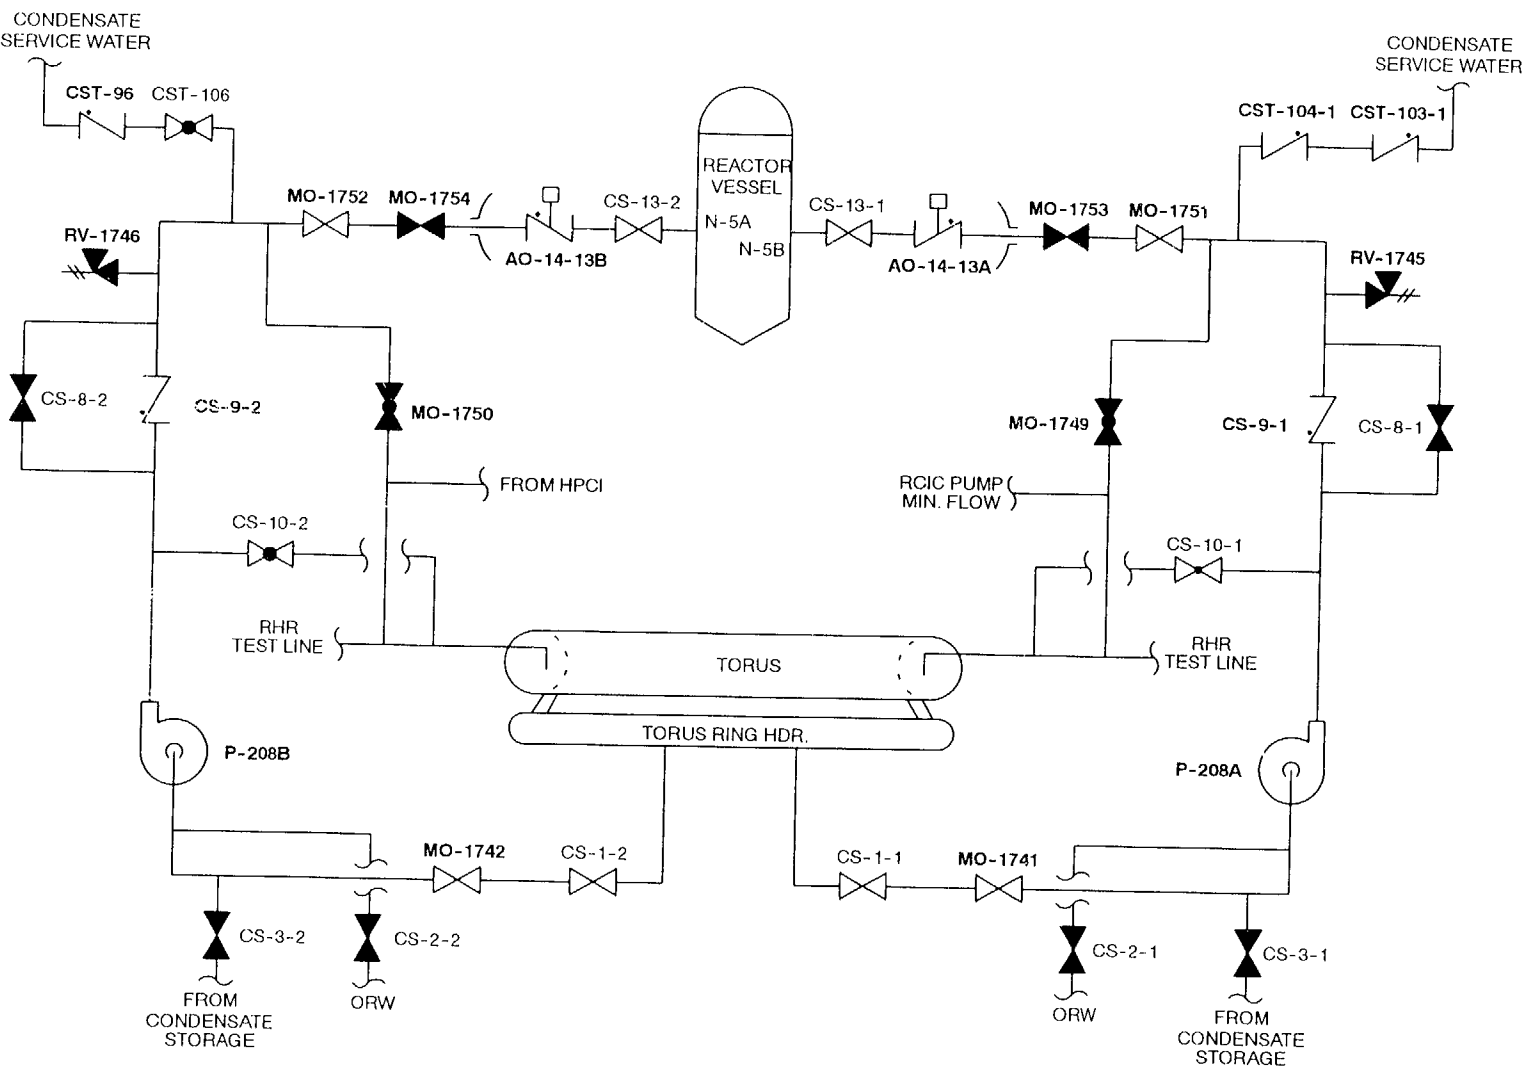 CONDENSATE
SERVICE WATER
CONDENSATE
SERVICE WATER
CST-96
CST-106
CST-104-1
CST-103-1
REACTOR
VESSEL
N-5A
N-5B
MO-1752
MO-1754
CS-13-2
CS-13-1
MO-1753
MO-1751
RV-1746
AO-14-13B
AO-14-13A
RV-1745
CS-8-2
CS-9-2
MO-1750
MO-1749
CS-9-1
CS-8-1
FROM HPCI
RCIC PUMP
MIN. FLOW
CS-10-2
CS-10-1
RHR
TEST LINE
TORUS
RHR
TEST LINE
TORUS RING HDR.
P-208B
P-208A
MO-1742
CS-1-2
CS-1-1
MO-1741
CS-3-2
CS-2-2
CS-2-1
CS-3-1
FROM
CONDENSATE
STORAGE
ORW
ORW
FROM
CONDENSATE
STORAGE